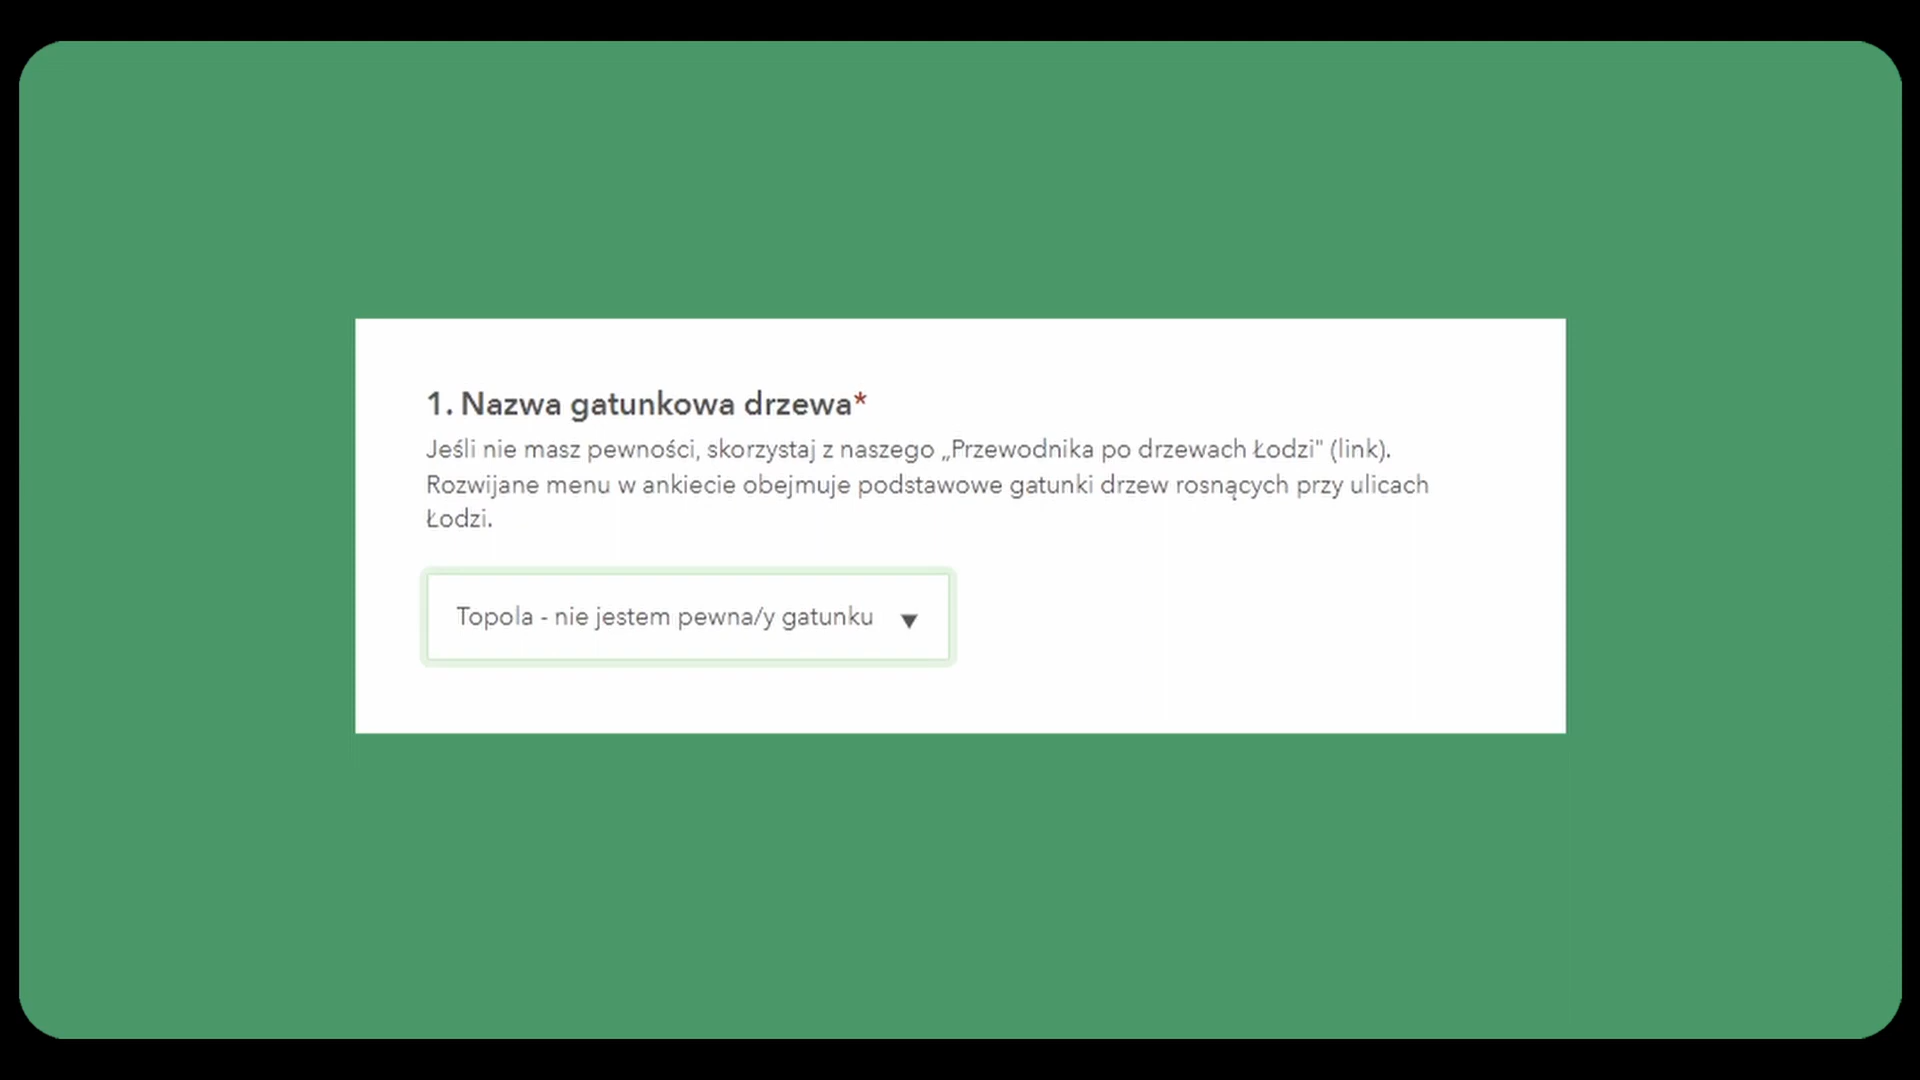 1. Nazwa gatunkowa drzewa*
Jeśli nie masz pewności, skorzystaj z naszego „Przewodnika po drzewach Łodzi" (link).
Rozwijane menu w ankiecie obejmuje podstawowe gatunki drzew rosnących przy ulicach
Łodzi.
Topola - nie jestem pewna/y gatunku